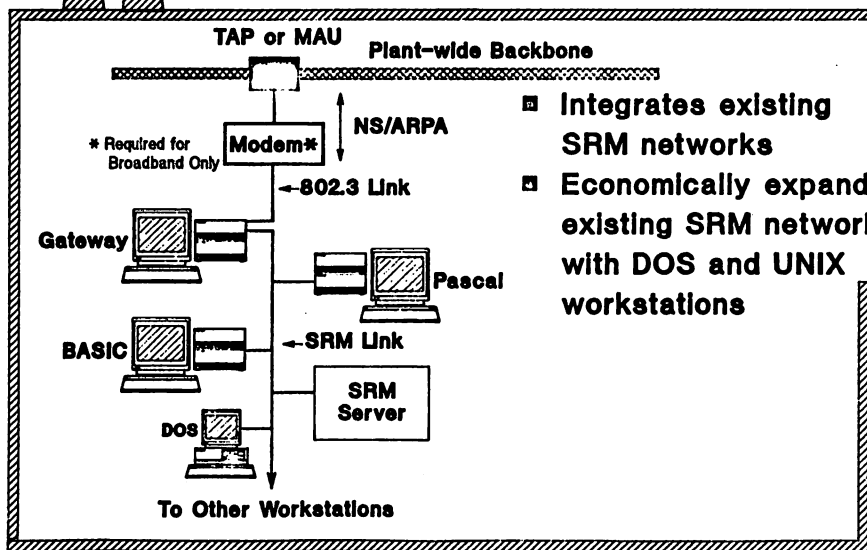 TAP or MAU
Plant-wide Backbone
NS/ARPA
* Required for
Broadband Only
Modem*
802.3 Link
Gateway
Pascal
BASIC
SRM Link
SRM
Server
DOS
To Other Workstations
Integrates existing
SRM networks
Economically expand
existing SRM network
with DOS and UNIX
workstations